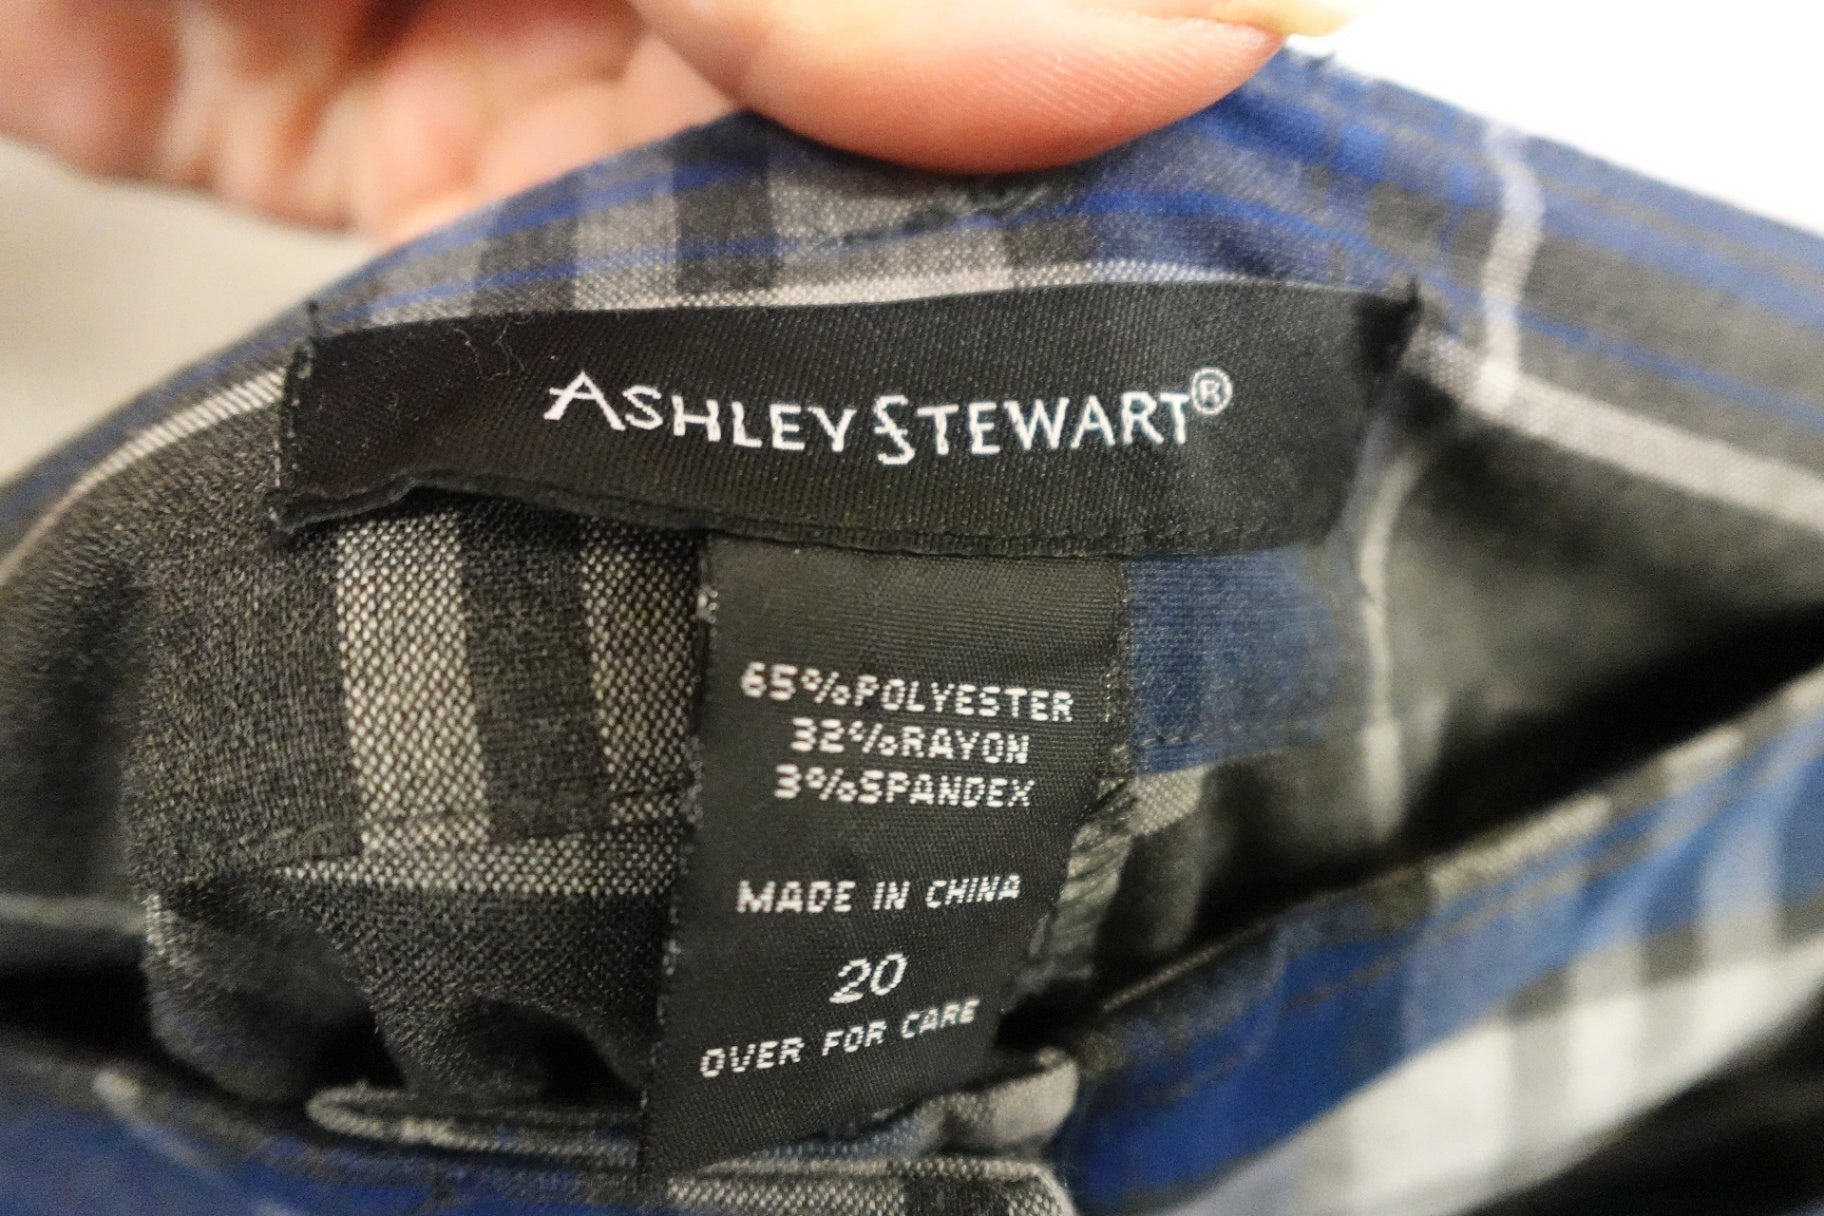 ASHLEY STEWART®
65%POLYESTER
32%RAYON
3%SPANDEX
MADE IN CHINA
20
OVER FOR CARE